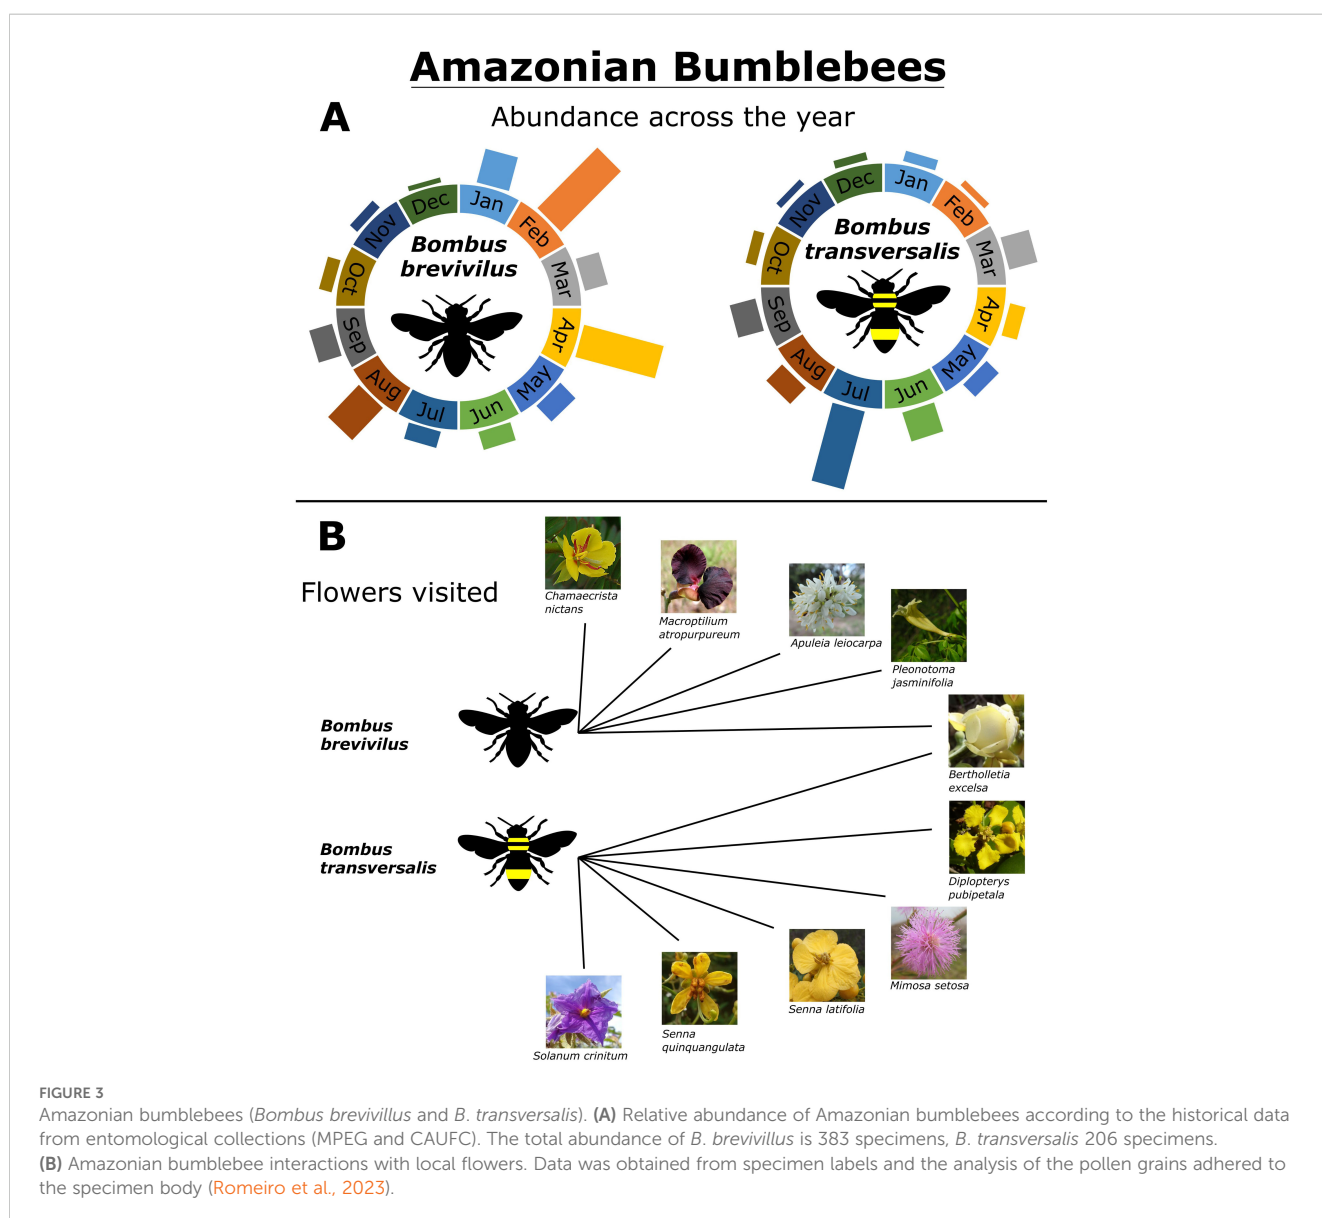 Amazonian Bumblebees
A
Abundance across the year
Jan
Feb
Mar
Apr
May
Jun
Jul
Aug
Sep
Oct
Nov
Dec
Bombus
brevivilus
Jan
Feb
Mar
Apr
May
Jun
Jul
Aug
Sep
Oct
Nov
Dec
Bombus
transversalis
B
Flowers visited
Chamaecrista
nictans
Macroptilium
atropurpureum
Apuleia leiocarpa
Pleonotoma
jasminifolia
Bombus
brevivilus
Bertholletia
excelsa
Bombus
transversalis
Diplopterys
pubipetala
Mimosa setosa
Senna latifolia
Senna
quinquangulata
Solanum crinitum
FIGURE 3
Amazonian bumblebees (Bombus brevivillus and B. transversalis). (A) Relative abundance of Amazonian bumblebees according to the historical data
from entomological collections (MPEG and CAUFC). The total abundance of B. brevivillus is 383 specimens, B. transversalis 206 specimens.
(B) Amazonian bumblebee interactions with local flowers. Data was obtained from specimen labels and the analysis of the pollen grains adhered to
the specimen body (Romeiro et al., 2023).